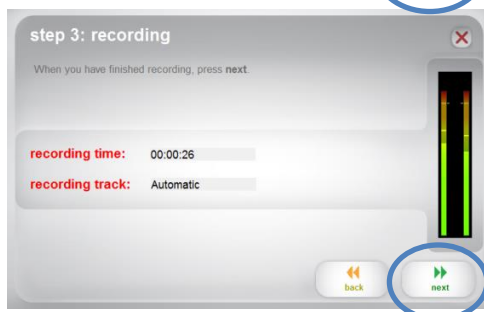 step 3: recording
When you have finished recording, press next.
recording time: 00:00:26
recording track: Automatic
back next